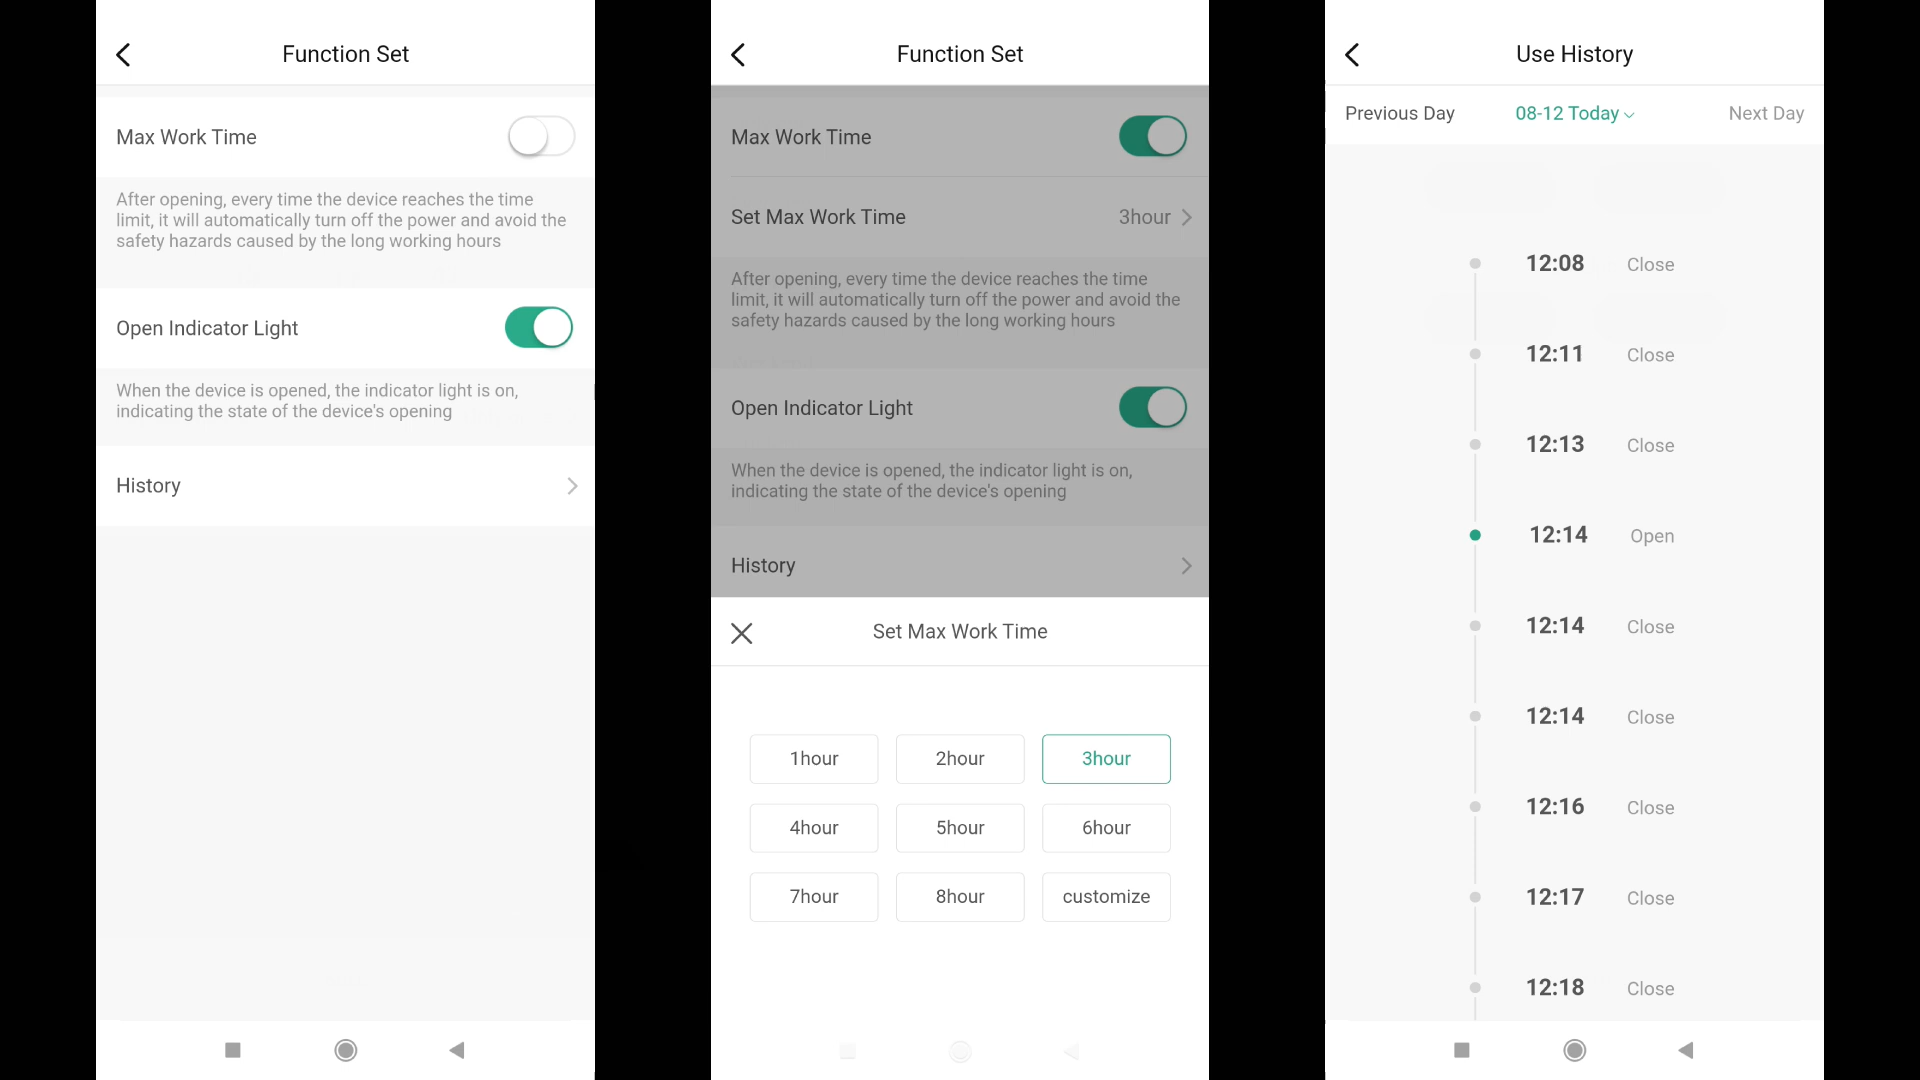 Function Set
Max Work Time
After opening, every time the device reaches the time
limit, it will automatically turn off the power and avoid the
safety hazards caused by the long working hours
Open Indicator Light
When the device is opened, the indicator light is on,
indicating the state of the device's opening
History
Function Set
Max Work Time
Set Max Work Time 3hour
After opening, every time the device reaches the time
limit, it will automatically turn off the power and avoid the
safety hazards caused by the long working hours
Open Indicator Light
When the device is opened, the indicator light is on,
indicating the state of the device's opening
History
Set Max Work Time
1hour 2hour 3hour
4hour 5hour 6hour
7hour 8hour customize
Use History
Previous Day 08-12 Today Next Day
12:08 Close
12:11 Close
12:13 Close
12:14 Open
12:14 Close
12:14 Close
12:16 Close
12:17 Close
12:18 Close